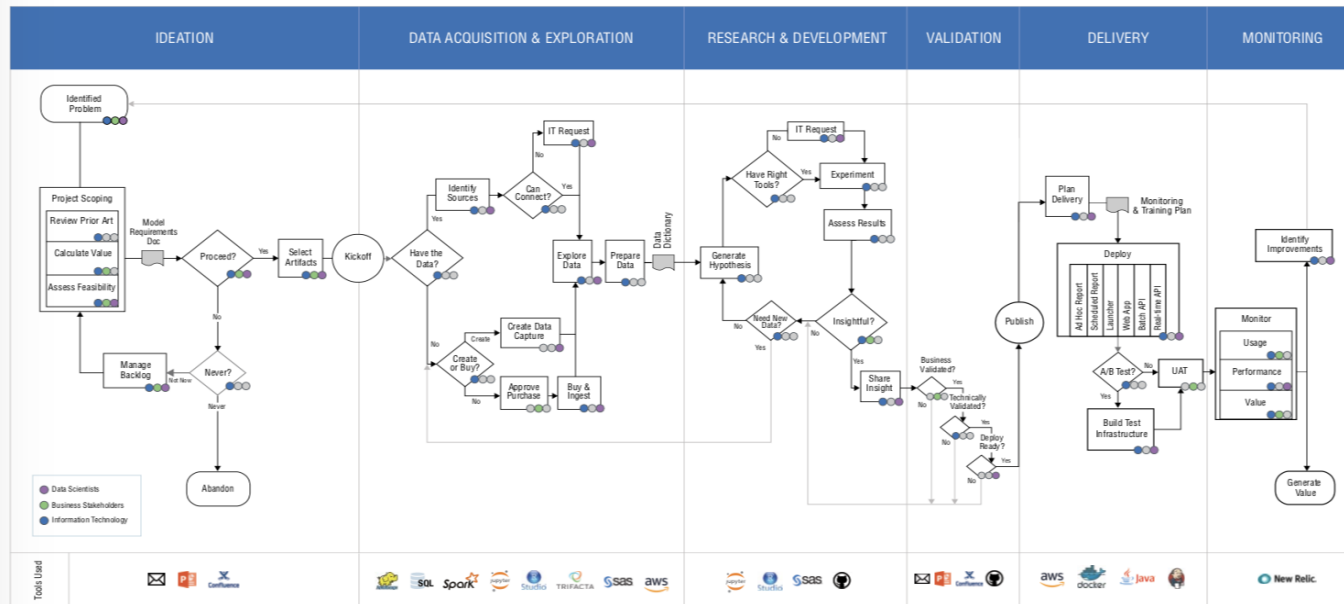 IDEATION
DATA ACQUISITION & EXPLORATION
RESEARCH & DEVELOPMENT
VALIDATION
DELIVERY
MONITORING
Identified
Problem
Project Scoping
Review Prior Art
Calculate Value
Assess Feasibility
Model
Requirements
Doc
Proceed?
Yes
No
Select
Artifacts
Never?
Not Now
Never
Manage
Backlog
Abandon
Data Scientists
Business Stakeholders
Information Technology
Kickoff
Have the
Data?
Yes
No
Identify
Sources
Can
Connect?
No
Yes
IT Request
Explore
Data
Prepare
Data
Data
Dictionary
Create
or Buy?
Create
No
Create Data
Capture
Approve
Purchase
Buy &
Ingest
Generate
Hypothesis
Have Right
Tools?
No
Yes
IT Request
Experiment
Assess Results
Insightful?
No
Yes
Need New
Data?
No
Yes
Share
Insight
Business
Validated?
Yes
No
Technically
Validated?
Yes
No
Deploy
Ready?
Yes
No
Publish
Plan
Delivery
Monitoring
& Training Plan
Deploy
Ad Hoc Report
Scheduled Report
Launcher
Web App
Batch API
Real-time API
A/B Test?
No
Yes
UAT
Build Test
Infrastructure
Identify
Improvements
Monitor
Usage
Performance
Value
Generate
Value
Tools Used
Confluence
SQL
Spark
jupyter
Studio
TRIFACTA
sas
aws
jupyter
Studio
sas
Confluence
aws
docker
Java
New Relic.